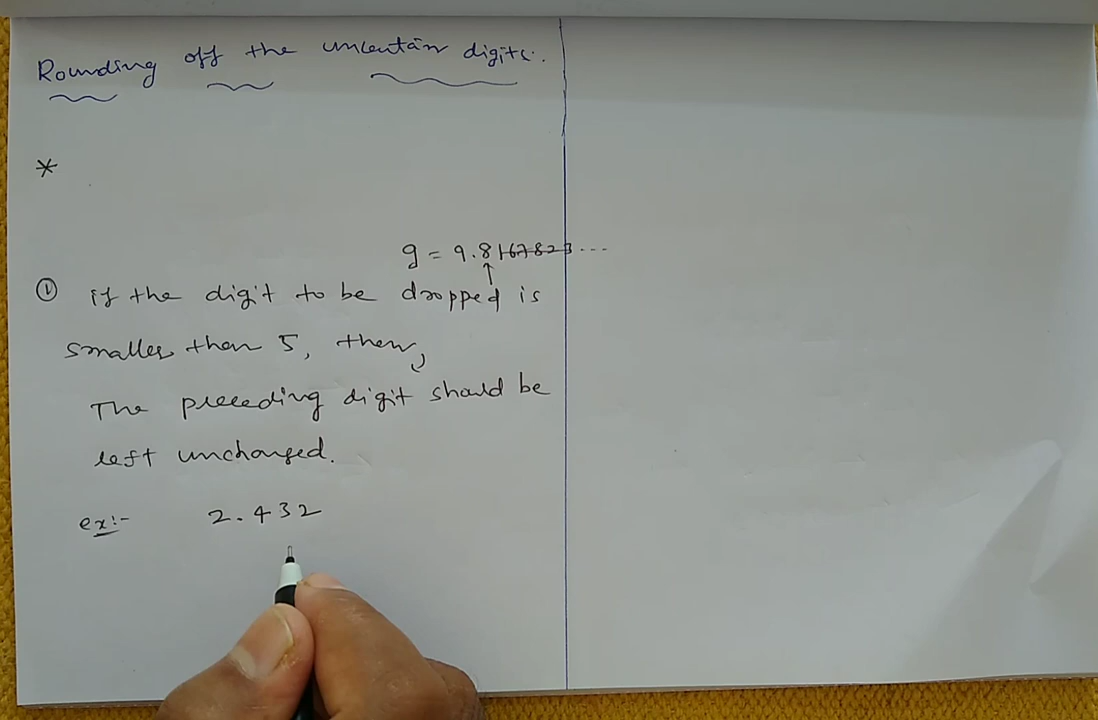 Rounding off the uncertain digits.
*
g = 9.8167823...
① if the digit to be dropped is
smaller than 5, then,
The preceding digit should be
left unchanged.
ex:- 2.432